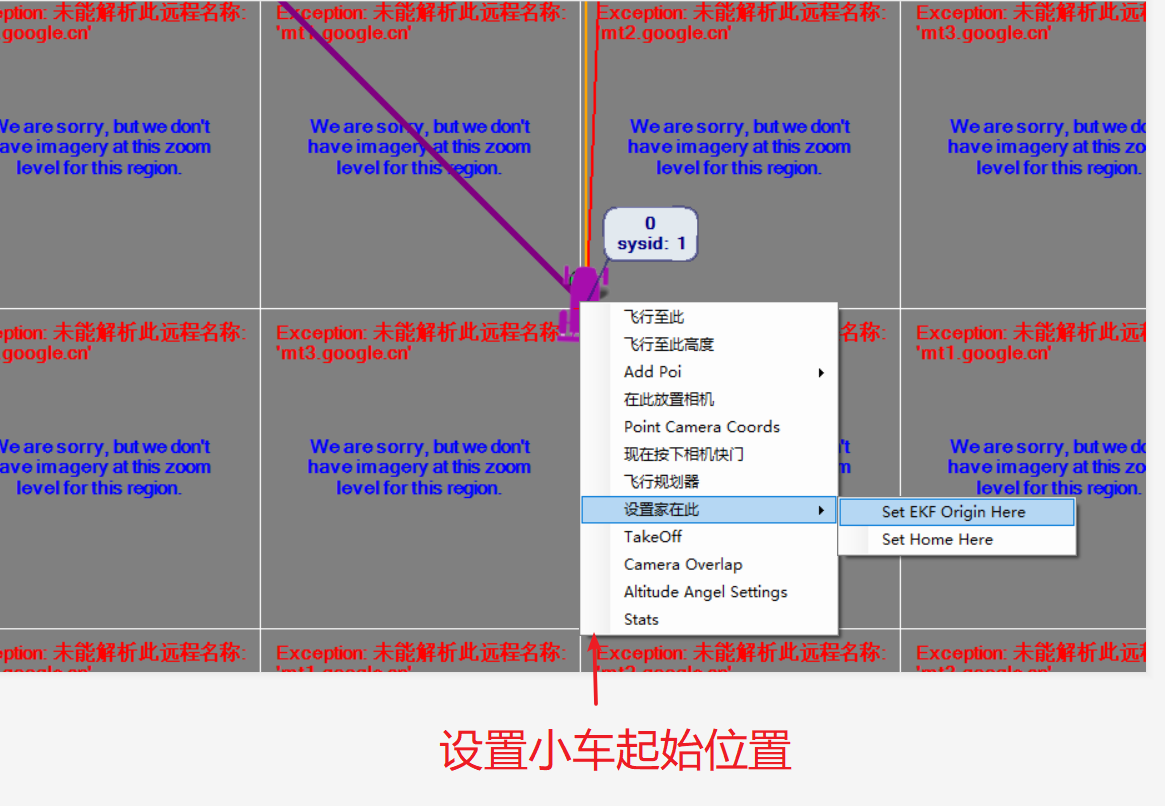 Exception: 未能解析此远程名称:
google.cn'
Exception: 未能解析此远程名称:
'mt1.google.cn'
Exception: 未能解析此远程名称:
'mt2.google.cn'
Exception: 未能解析此远
'mt3.google.cn'
We are sorry, but we don't
have imagery at this zoom
level for this region.
We are sorry, but we don't
have imagery at this zoom
level for this region.
We are sorry, but we don't
have imagery at this zoom
level for this region.
We are sorry, but we do
have imagery at this zo
level for this region.
0
sysid: 1
ption: 未能解析此远程名称:
google.cn'
Exception: 未能解析此远程名称:
'mt3.google.cn'
名称:
Exception: 未能解析此远
'mt1.google.cn'
We are sorry, but we don't
ave imagery at this zoom
level for this region.
We are sorry, but we don't
have imagery at this zoom
level for this region.
't
m
We are sorry, but we do
have imagery at this zo
level for this region.
飞行至此
飞行至此高度
Add Poi
在此放置相机
Point Camera Coords
现在按下相机快门
飞行规划器
设置家在此
TakeOff
Camera Overlap
Altitude Angel Settings
Stats
Set EKF Origin Here
Set Home Here
ption: 未能解析此远程名称:
google.cn'
Exception: 未能解析此远程名称:
'mt1.google.cn'
Exception: 未能解析此远程名称:
'mt2.google.cn'
Exception: 未能解析此远
'mt3.google.cn'
设置小车起始位置